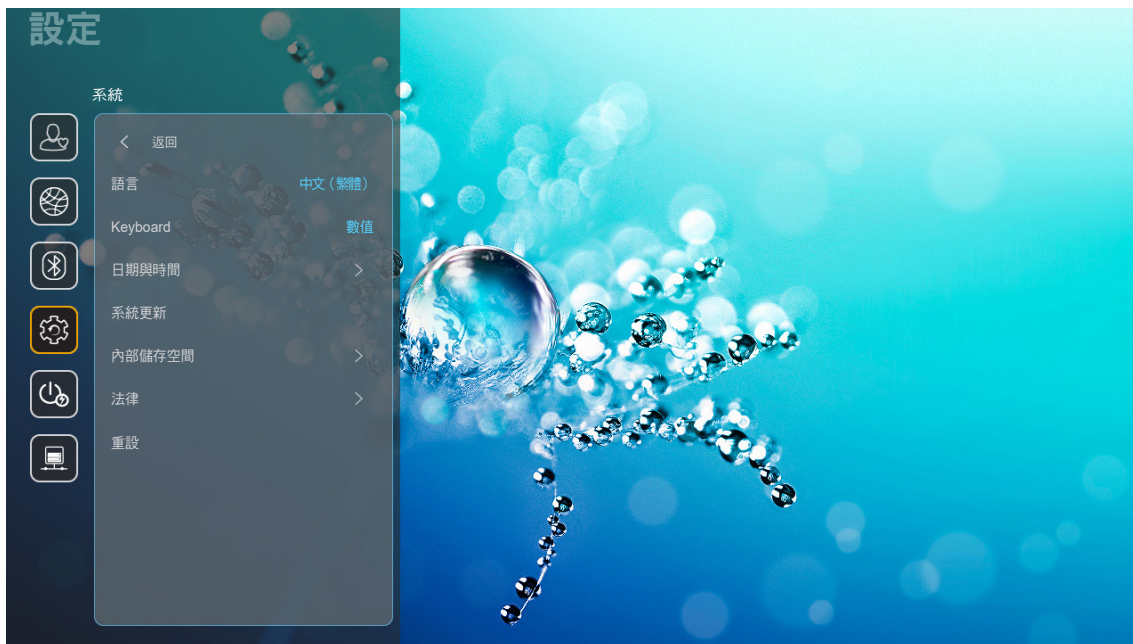 設定
系統
返回
語言 中文（繁體）
Keyboard 數值
日期與時間
系統更新
內部儲存空間
法律
重設